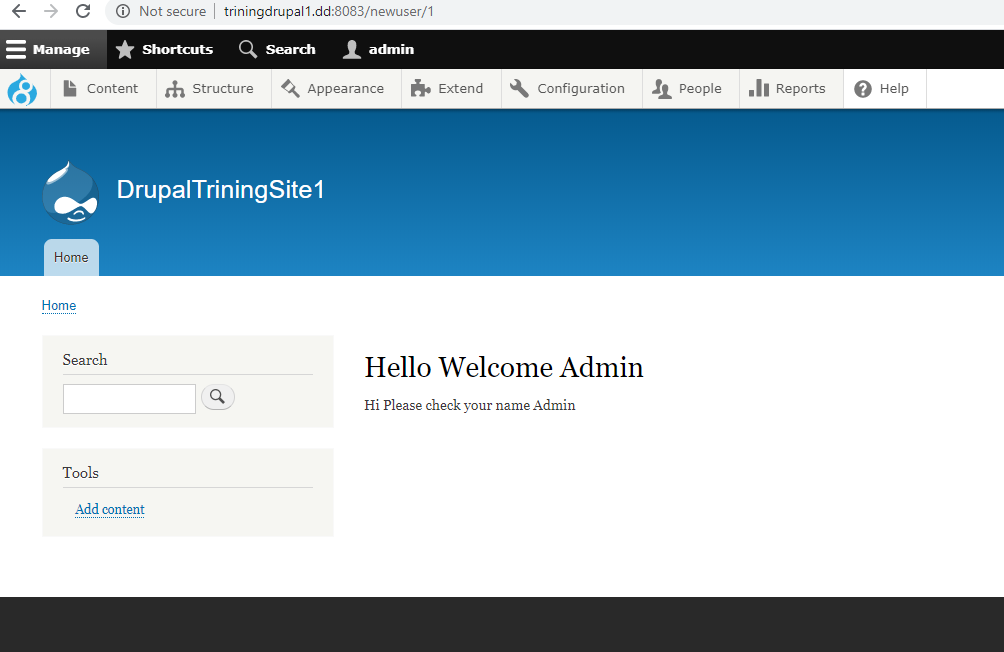 Not secure triningdrupal1.dd:8083/newuser/1
Manage Shortcuts Search admin
Content Structure Appearance Extend Configuration People Reports Help
DrupalTriningSite1
Home
Home
Search
Hello Welcome Admin
Hi Please check your name Admin
Tools
Add content